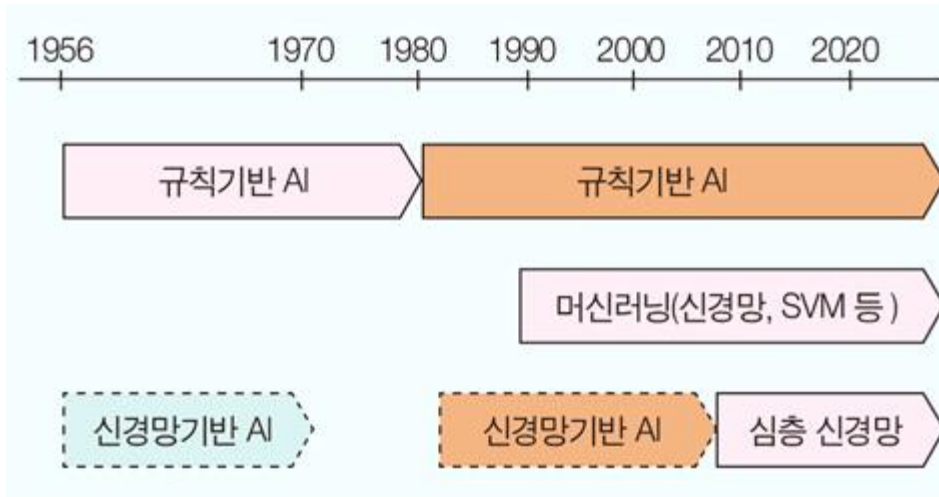 1956 1970 1980 1990 2000 2010 2020
규칙기반 AI 규칙기반 AI
머신러닝(신경망, SVM 등 )
신경망기반 AI 신경망기반 AI 심층 신경망